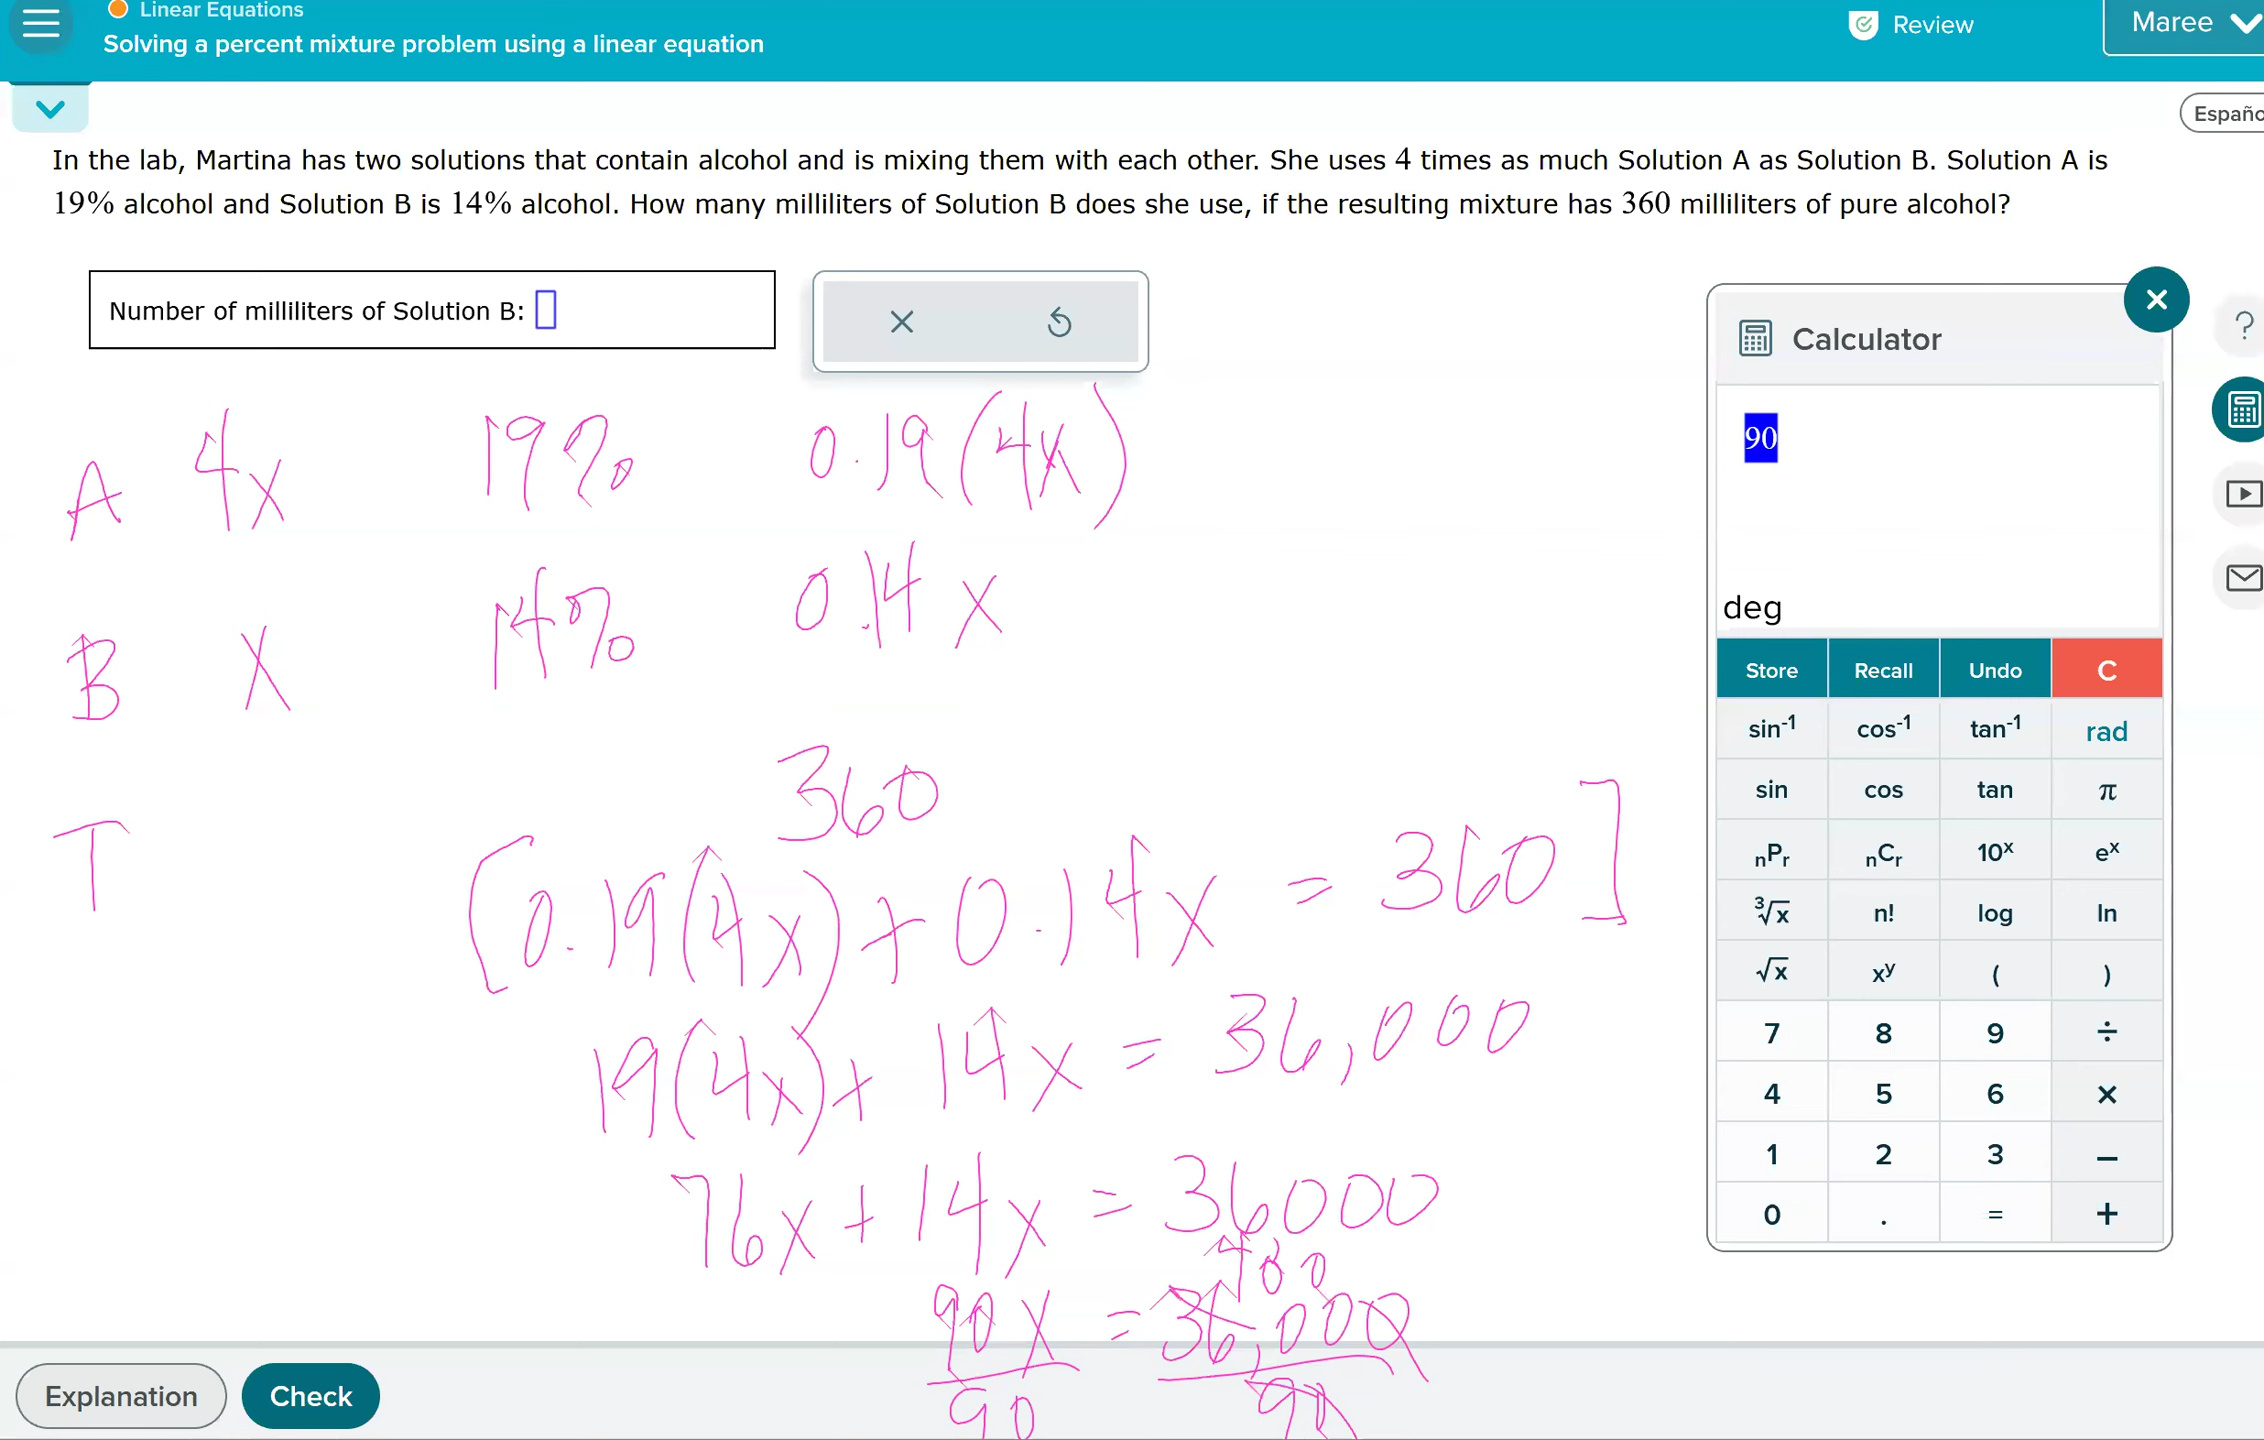 Linear Equations
Solving a percent mixture problem using a linear equation
Review
Maree
Españo
In the lab, Martina has two solutions that contain alcohol and is mixing them with each other. She uses 4 times as much Solution A as Solution B. Solution A is
19% alcohol and Solution B is 14% alcohol. How many milliliters of Solution B does she use, if the resulting mixture has 360 milliliters of pure alcohol?
Number of milliliters of Solution B:
A 4x 19% 0.19(4x)
B x 14% 0.14x
T 360
[0.19(4x)+0.14x = 360]
19(4x)+ 14x = 36,000
76x + 14x = 36000
400
90x = 36,000
90 90
Calculator
90
deg
Store Recall Undo C
sin⁻¹ cos⁻¹ tan⁻¹ rad
sin cos tan π
nPr nCr 10ˣ eˣ
³√x n! log ln
√x xʸ ( )
7 8 9 ÷
4 5 6 ×
1 2 3 −
0 . = +
?
Explanation
Check